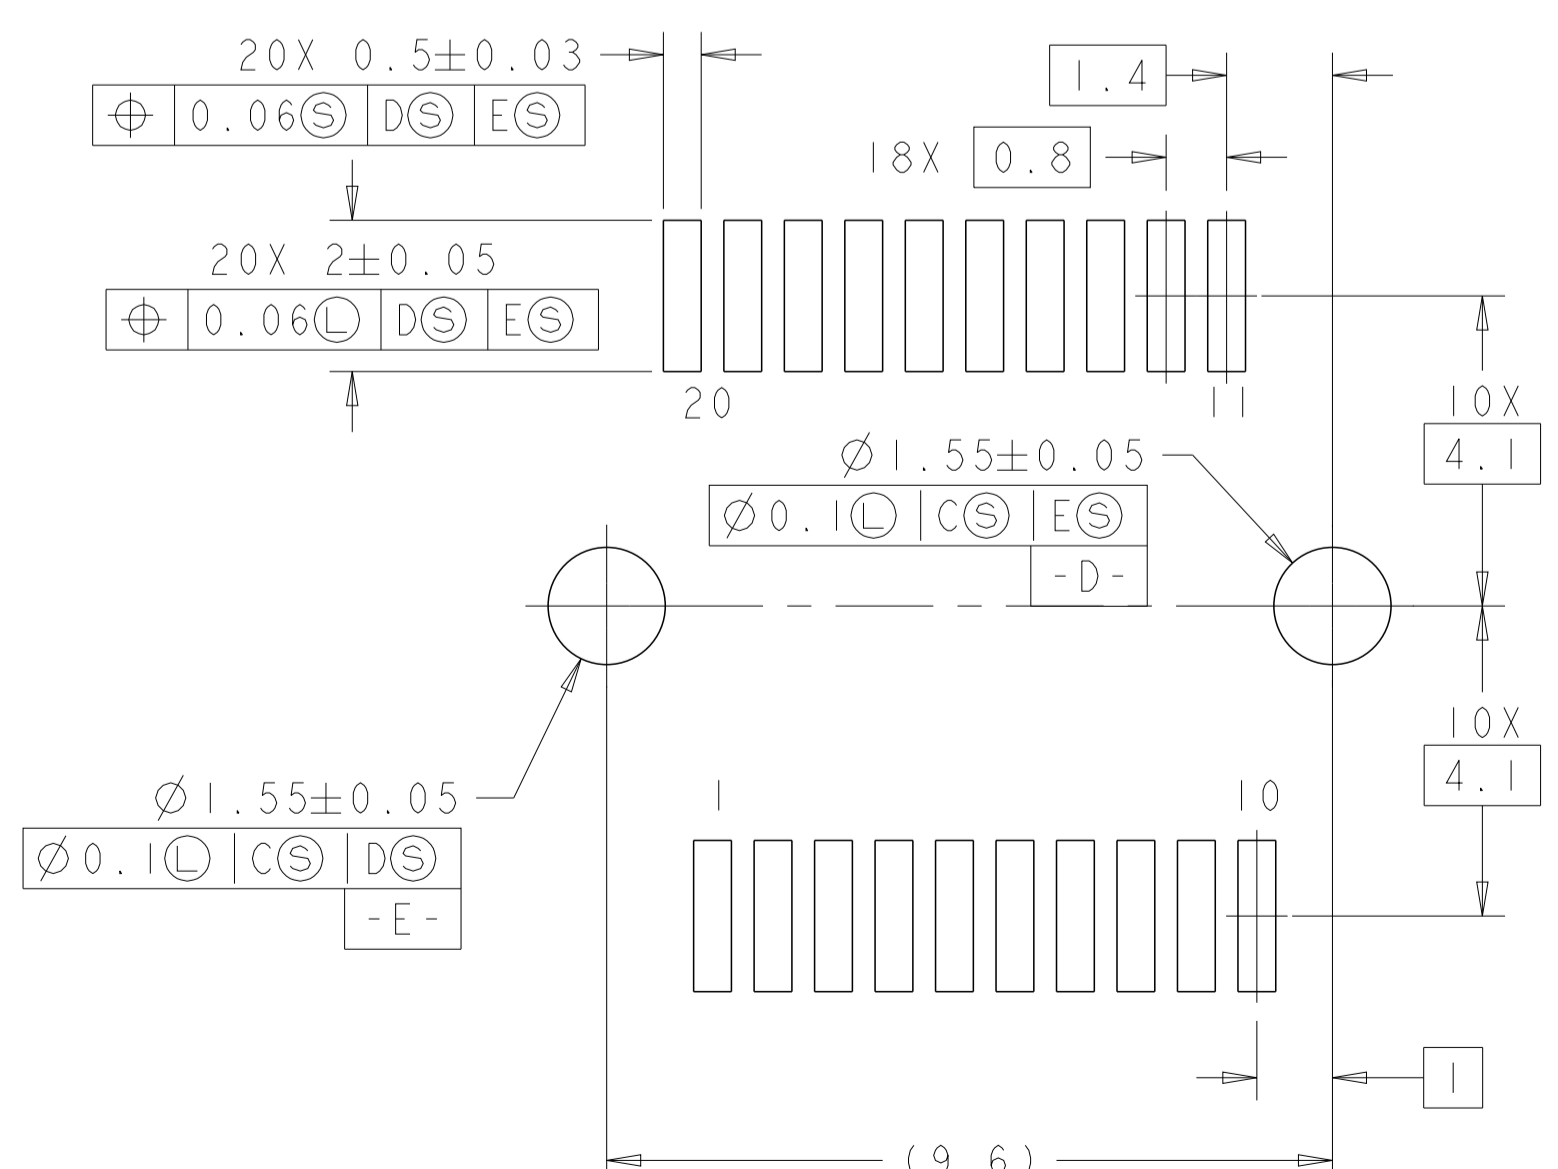 20X 0.5±0.03
⌖ 0.06Ⓢ DⓈ EⓈ
1.4
18X 0.8
20X 2±0.05
⌖ 0.06Ⓛ DⓈ EⓈ
20 11
10X
4.1
Ø1.55±0.05
Ø0.1Ⓛ CⓈ EⓈ
-D-
10X
4.1
Ø1.55±0.05
Ø0.1Ⓛ CⓈ DⓈ
-E-
1 10
1
(9.6)